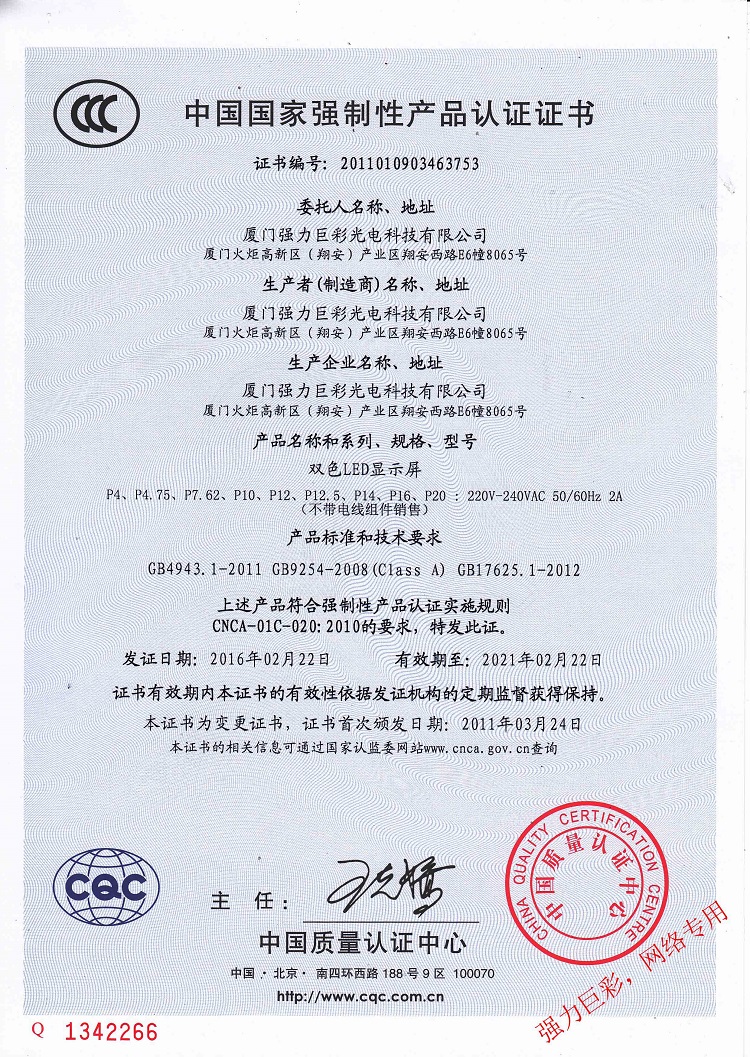 中国国家强制性产品认证证书
证书编号：2011010903463753
委托人名称、地址
厦门强力巨彩光电科技有限公司
厦门火炬高新区（翔安）产业区翔安西路E6幢8065号
生产者(制造商)名称、地址
厦门强力巨彩光电科技有限公司
厦门火炬高新区（翔安）产业区翔安西路E6幢8065号
生产企业名称、地址
厦门强力巨彩光电科技有限公司
厦门火炬高新区（翔安）产业区翔安西路E6幢8065号
产品名称和系列、规格、型号
双色LED显示屏
P4、P4.75、P7.62、P10、P12、P12.5、P14、P16、P20 : 220V-240VAC 50/60Hz 2A
（不带电线组件销售）
产品标准和技术要求
GB4943.1-2011 GB9254-2008(Class A) GB17625.1-2012
上述产品符合强制性产品认证实施规则
CNCA-01C-020:2010的要求，特发此证。
发证日期：2016年02月22日 有效期至：2021年02月22日
证书有效期内本证书的有效性依据发证机构的定期监督获得保持。
本证书为变更证书，证书首次颁发日期：2011年03月24日
本证书的相关信息可通过国家认监委网站www.cnca.gov.cn查询
CHINA QUALITY CERTIFICATION CENTRE
中国质量认证中心
CQC
主 任：
中国质量认证中心
中国·北京·南四环西路188号9区 100070
http://www.cqc.com.cn
强力巨彩，网络专用
Q 1342266